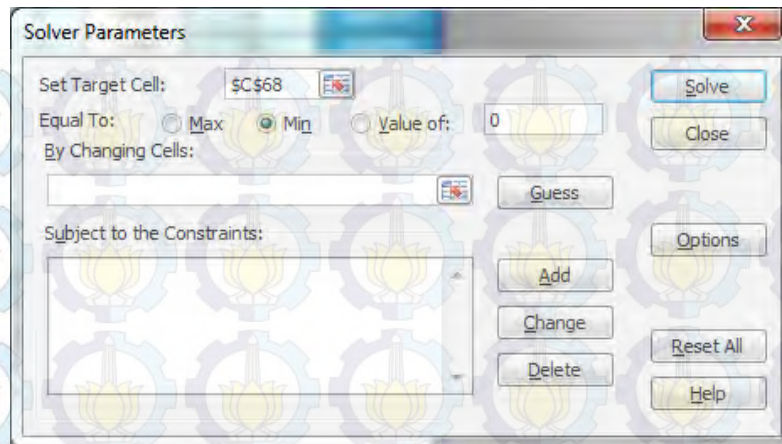 Solver Parameters
X
Set Target Cell: $C$68 Solve
Equal To: Max Min Value of: 0 Close
By Changing Cells:
Guess
Subject to the Constraints: Options
Add
Change
Reset All
Delete
Help